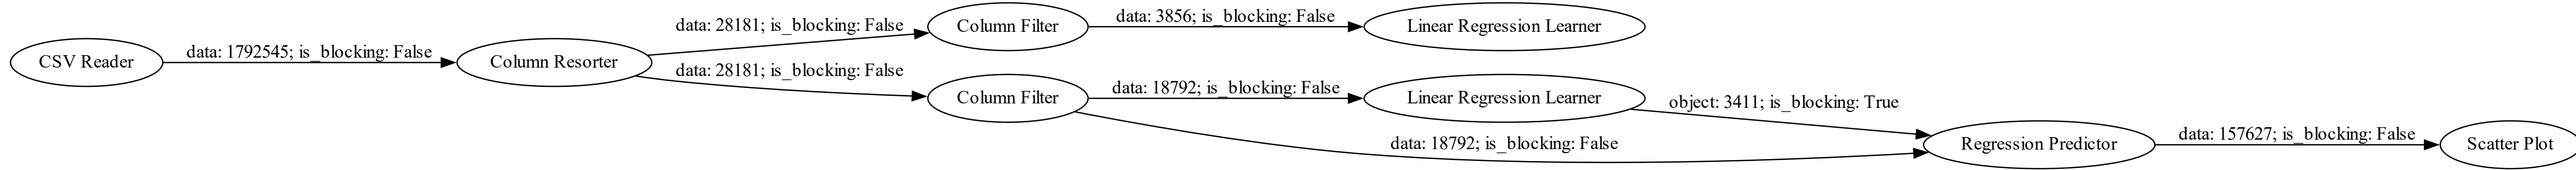 CSV Reader
data: 1792545; is_blocking: False
Column Resorter
data: 28181; is_blocking: False
Column Filter
data: 3856; is_blocking: False
Linear Regression Learner
data: 28181; is_blocking: False
Column Filter
data: 18792; is_blocking: False
Linear Regression Learner
object: 3411; is_blocking: True
data: 18792; is_blocking: False
Regression Predictor
data: 157627; is_blocking: False
Scatter Plot